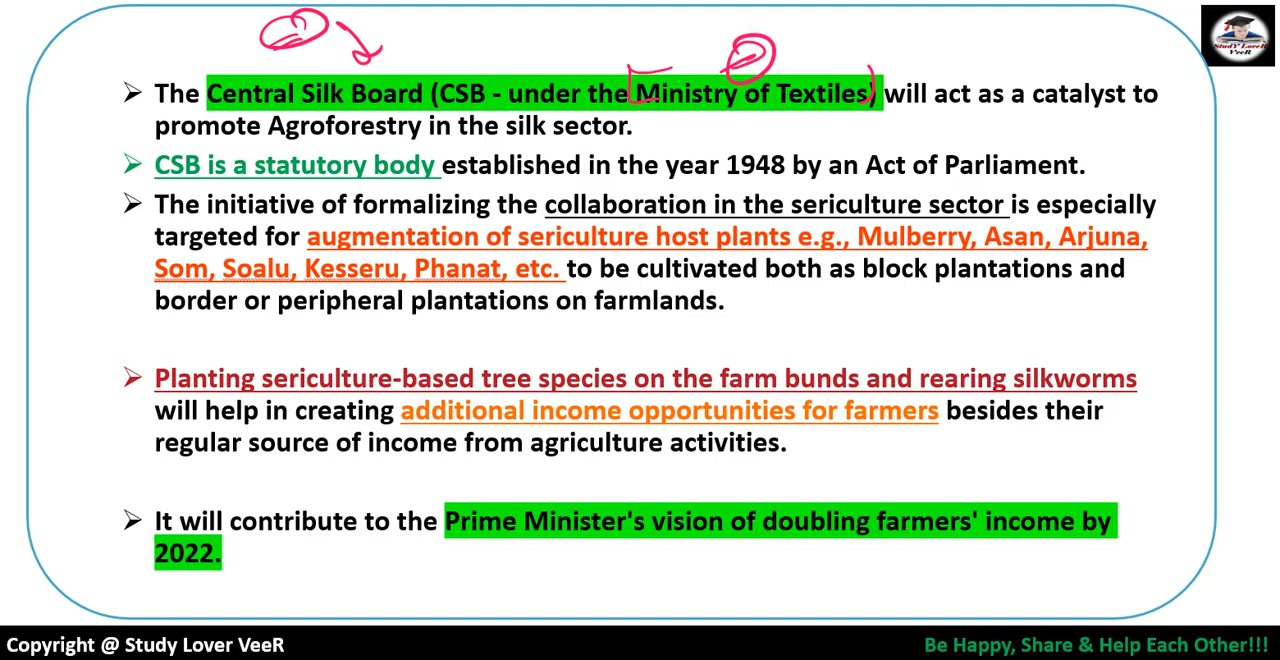 StudY LoveR
VeeR
➢ The Central Silk Board (CSB - under the Ministry of Textiles) will act as a catalyst to
promote Agroforestry in the silk sector.
➢ CSB is a statutory body established in the year 1948 by an Act of Parliament.
➢ The initiative of formalizing the collaboration in the sericulture sector is especially
targeted for augmentation of sericulture host plants e.g., Mulberry, Asan, Arjuna,
Som, Soalu, Kesseru, Phanat, etc. to be cultivated both as block plantations and
border or peripheral plantations on farmlands.
➢ Planting sericulture-based tree species on the farm bunds and rearing silkworms
will help in creating additional income opportunities for farmers besides their
regular source of income from agriculture activities.
➢ It will contribute to the Prime Minister's vision of doubling farmers' income by
2022.
Copyright @ Study Lover VeeR
Be Happy, Share & Help Each Other!!!